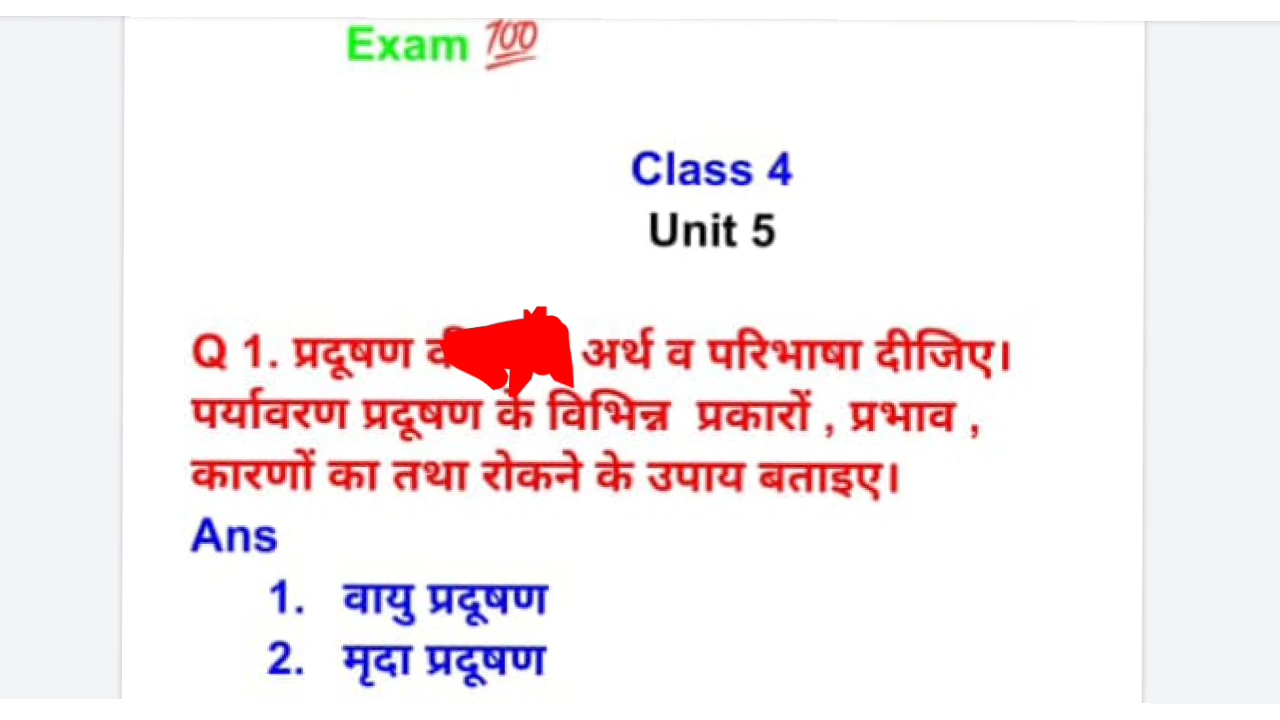 Exam 💯
Class 4
Unit 5
Q 1. प्रदूषण अर्थ व परिभाषा दीजिए।
पर्यावरण प्रदूषण के विभिन्न प्रकारों , प्रभाव ,
कारणों का तथा रोकने के उपाय बताइए।
Ans
1. वायु प्रदूषण
2. मृदा प्रदूषण